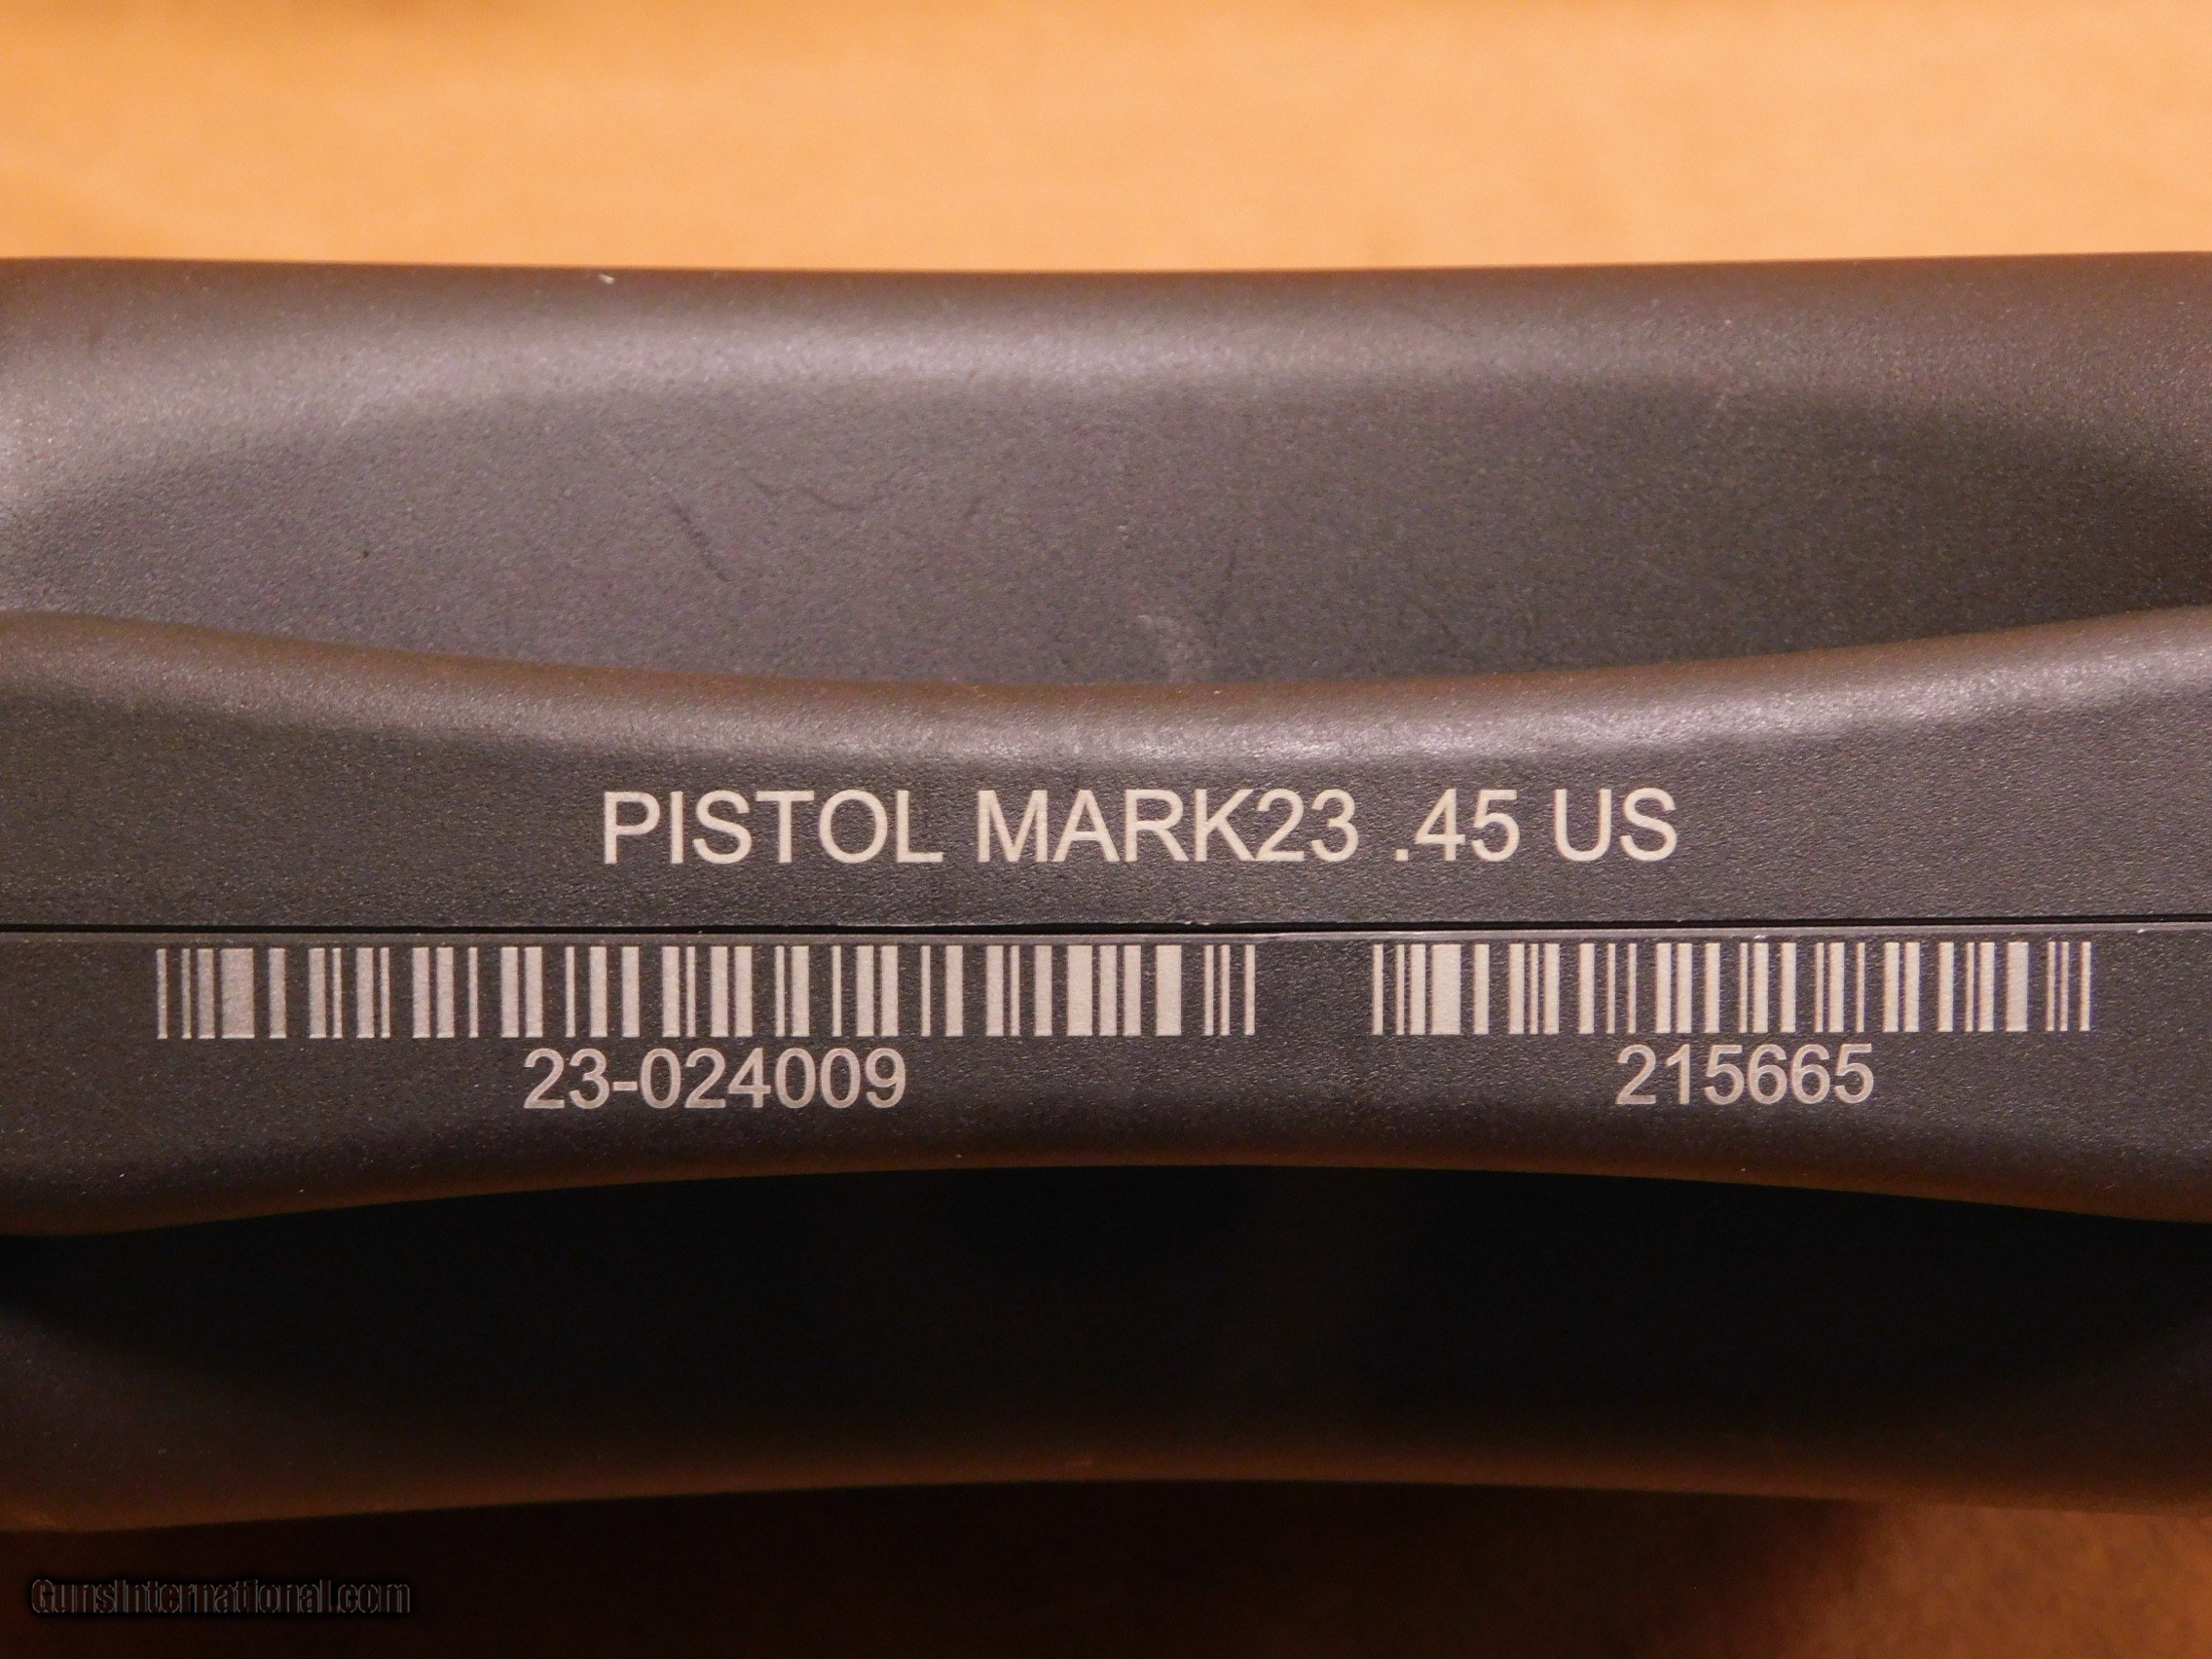 PISTOL MARK23 .45 US
23-024009 215665
GunsInternational.com